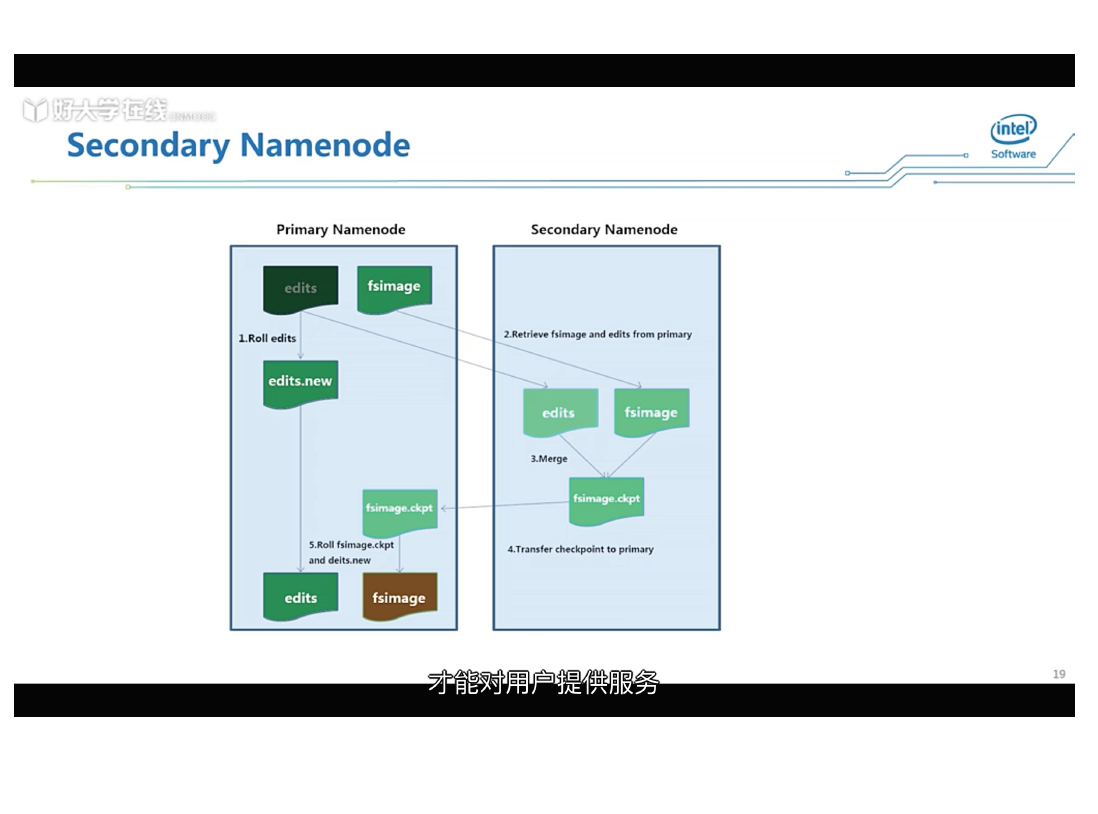 好大学在线
Secondary Namenode
intel
Software
Primary Namenode
Secondary Namenode
edits
fsimage
1.Roll edits
2.Retrieve fsimage and edits from primary
edits.new
edits
fsimage
3.Merge
fsimage.ckpt
fsimage.ckpt
5.Roll fsimage.ckpt
and deits.new
4.Transfer checkpoint to primary
edits
fsimage
19
才能对用户提供服务